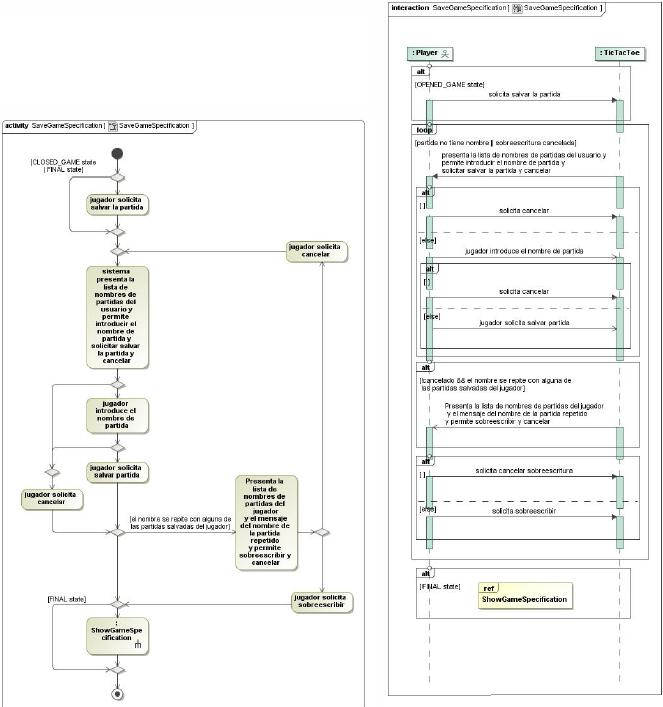 activity SaveGameSpecification [ SaveGameSpecification ]
[CLOSED_GAME state
|| FINAL state]
jugador solicita
salvar la partida
jugador solicita
cancelar
sistema
presenta la
lista de
nombres de
partidas del
usuario y
permite
introducir el
nombre de
partida y
solicitar salvar
la partida y
cancelar
jugador
introduce el
nombre de
partida
jugador solicita
salvar partida
jugador solicita
cancelar
[el nombre se repite con alguna de
las partidas salvadas del jugador]
Presenta la
lista de
nombres de
partidas del
jugador
y el mensaje
del nombre de
la partida
repetido
y permite
sobreescribir y
cancelar
jugador solicita
sobreescribir
[FINAL state]
:
ShowGameSpe
cification
interaction SaveGameSpecification [ SaveGameSpecification ]
: Player
: TicTacToe
alt
[OPENED_GAME state]
solicita salvar la partida
loop
[partida no tiene nombre || sobreescritura cancelada]
presenta la lista de nombres de partidas del usuario y
permite introducir el nombre de partida y
solicitar salvar la partida y cancelar
alt
[ ]
solicita cancelar
[else]
jugador introduce el nombre de partida
alt
[ ]
solicita cancelar
[else]
jugador solicita salvar partida
alt
[!cancelado && el nombre se repite con alguna de
las partidas salvadas del jugador]
Presenta la lista de nombres de partidas del jugador
y el mensaje del nombre de la partida repetido
y permite sobreescribir y cancelar
alt
[ ]
solicita cancelar sobreescritura
[else]
solicita sobreescribir
alt
[FINAL state]
ref
ShowGameSpecification